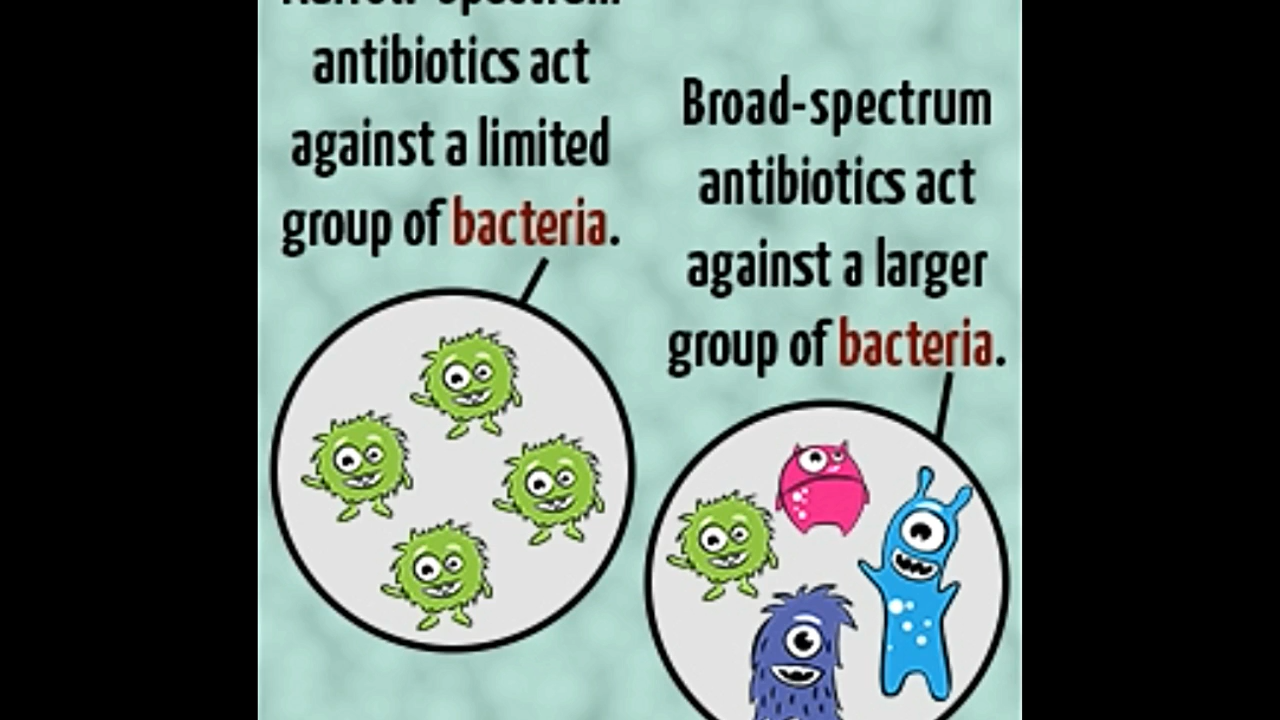 antibiotics act
against a limited
group of bacteria.
Broad-spectrum
antibiotics act
against a larger
group of bacteria.